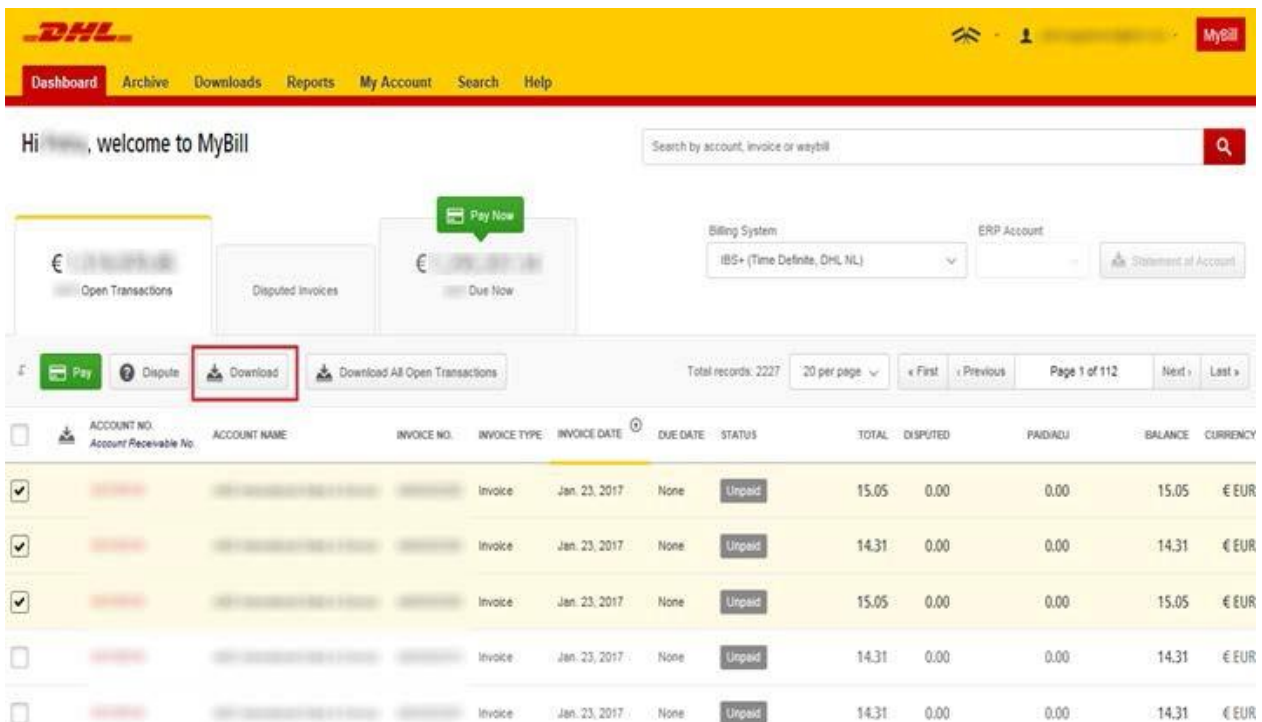 DHL
MyBill
Dashboard Archive Downloads Reports My Account Search Help
Hi , welcome to MyBill
Search by account, invoice or waybill
Pay Now
Billing System ERP Account
€ € IBS+ (Time Definite, DHL NL) Statement of Account
Open Transactions Disputed Invoices Due Now
Pay Dispute Download Download All Open Transactions Total records: 2227 20 per page « First ‹ Previous Page 1 of 112 Next › Last »
ACCOUNT NO. ACCOUNT NAME INVOICE NO. INVOICE TYPE INVOICE DATE DUE DATE STATUS TOTAL DISPUTED PAID/ADJ BALANCE CURRENCY
Account Receivable No.
Invoice Jan. 23, 2017 None Unpaid 15.05 0.00 0.00 15.05 € EUR
Invoice Jan. 23, 2017 None Unpaid 14.31 0.00 0.00 14.31 € EUR
Invoice Jan. 23, 2017 None Unpaid 15.05 0.00 0.00 15.05 € EUR
Invoice Jan. 23, 2017 None Unpaid 14.31 0.00 0.00 14.31 € EUR
Invoice Jan. 23, 2017 None Unpaid 14.31 0.00 0.00 14.31 € EUR